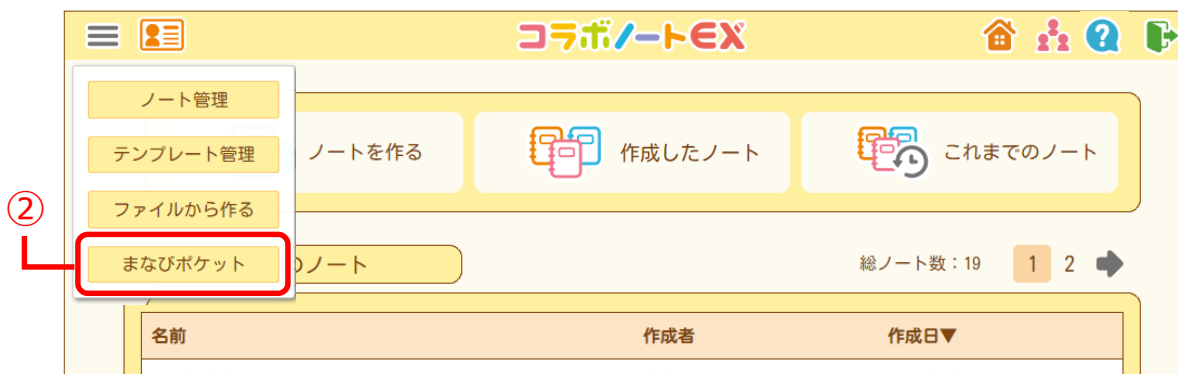 コラボノートEX
ノート管理
テンプレート管理
ファイルから作る
まなびポケット
②
ノートを作る
作成したノート
これまでのノート
のノート
総ノート数：19
1 2
名前 作成者 作成日▼